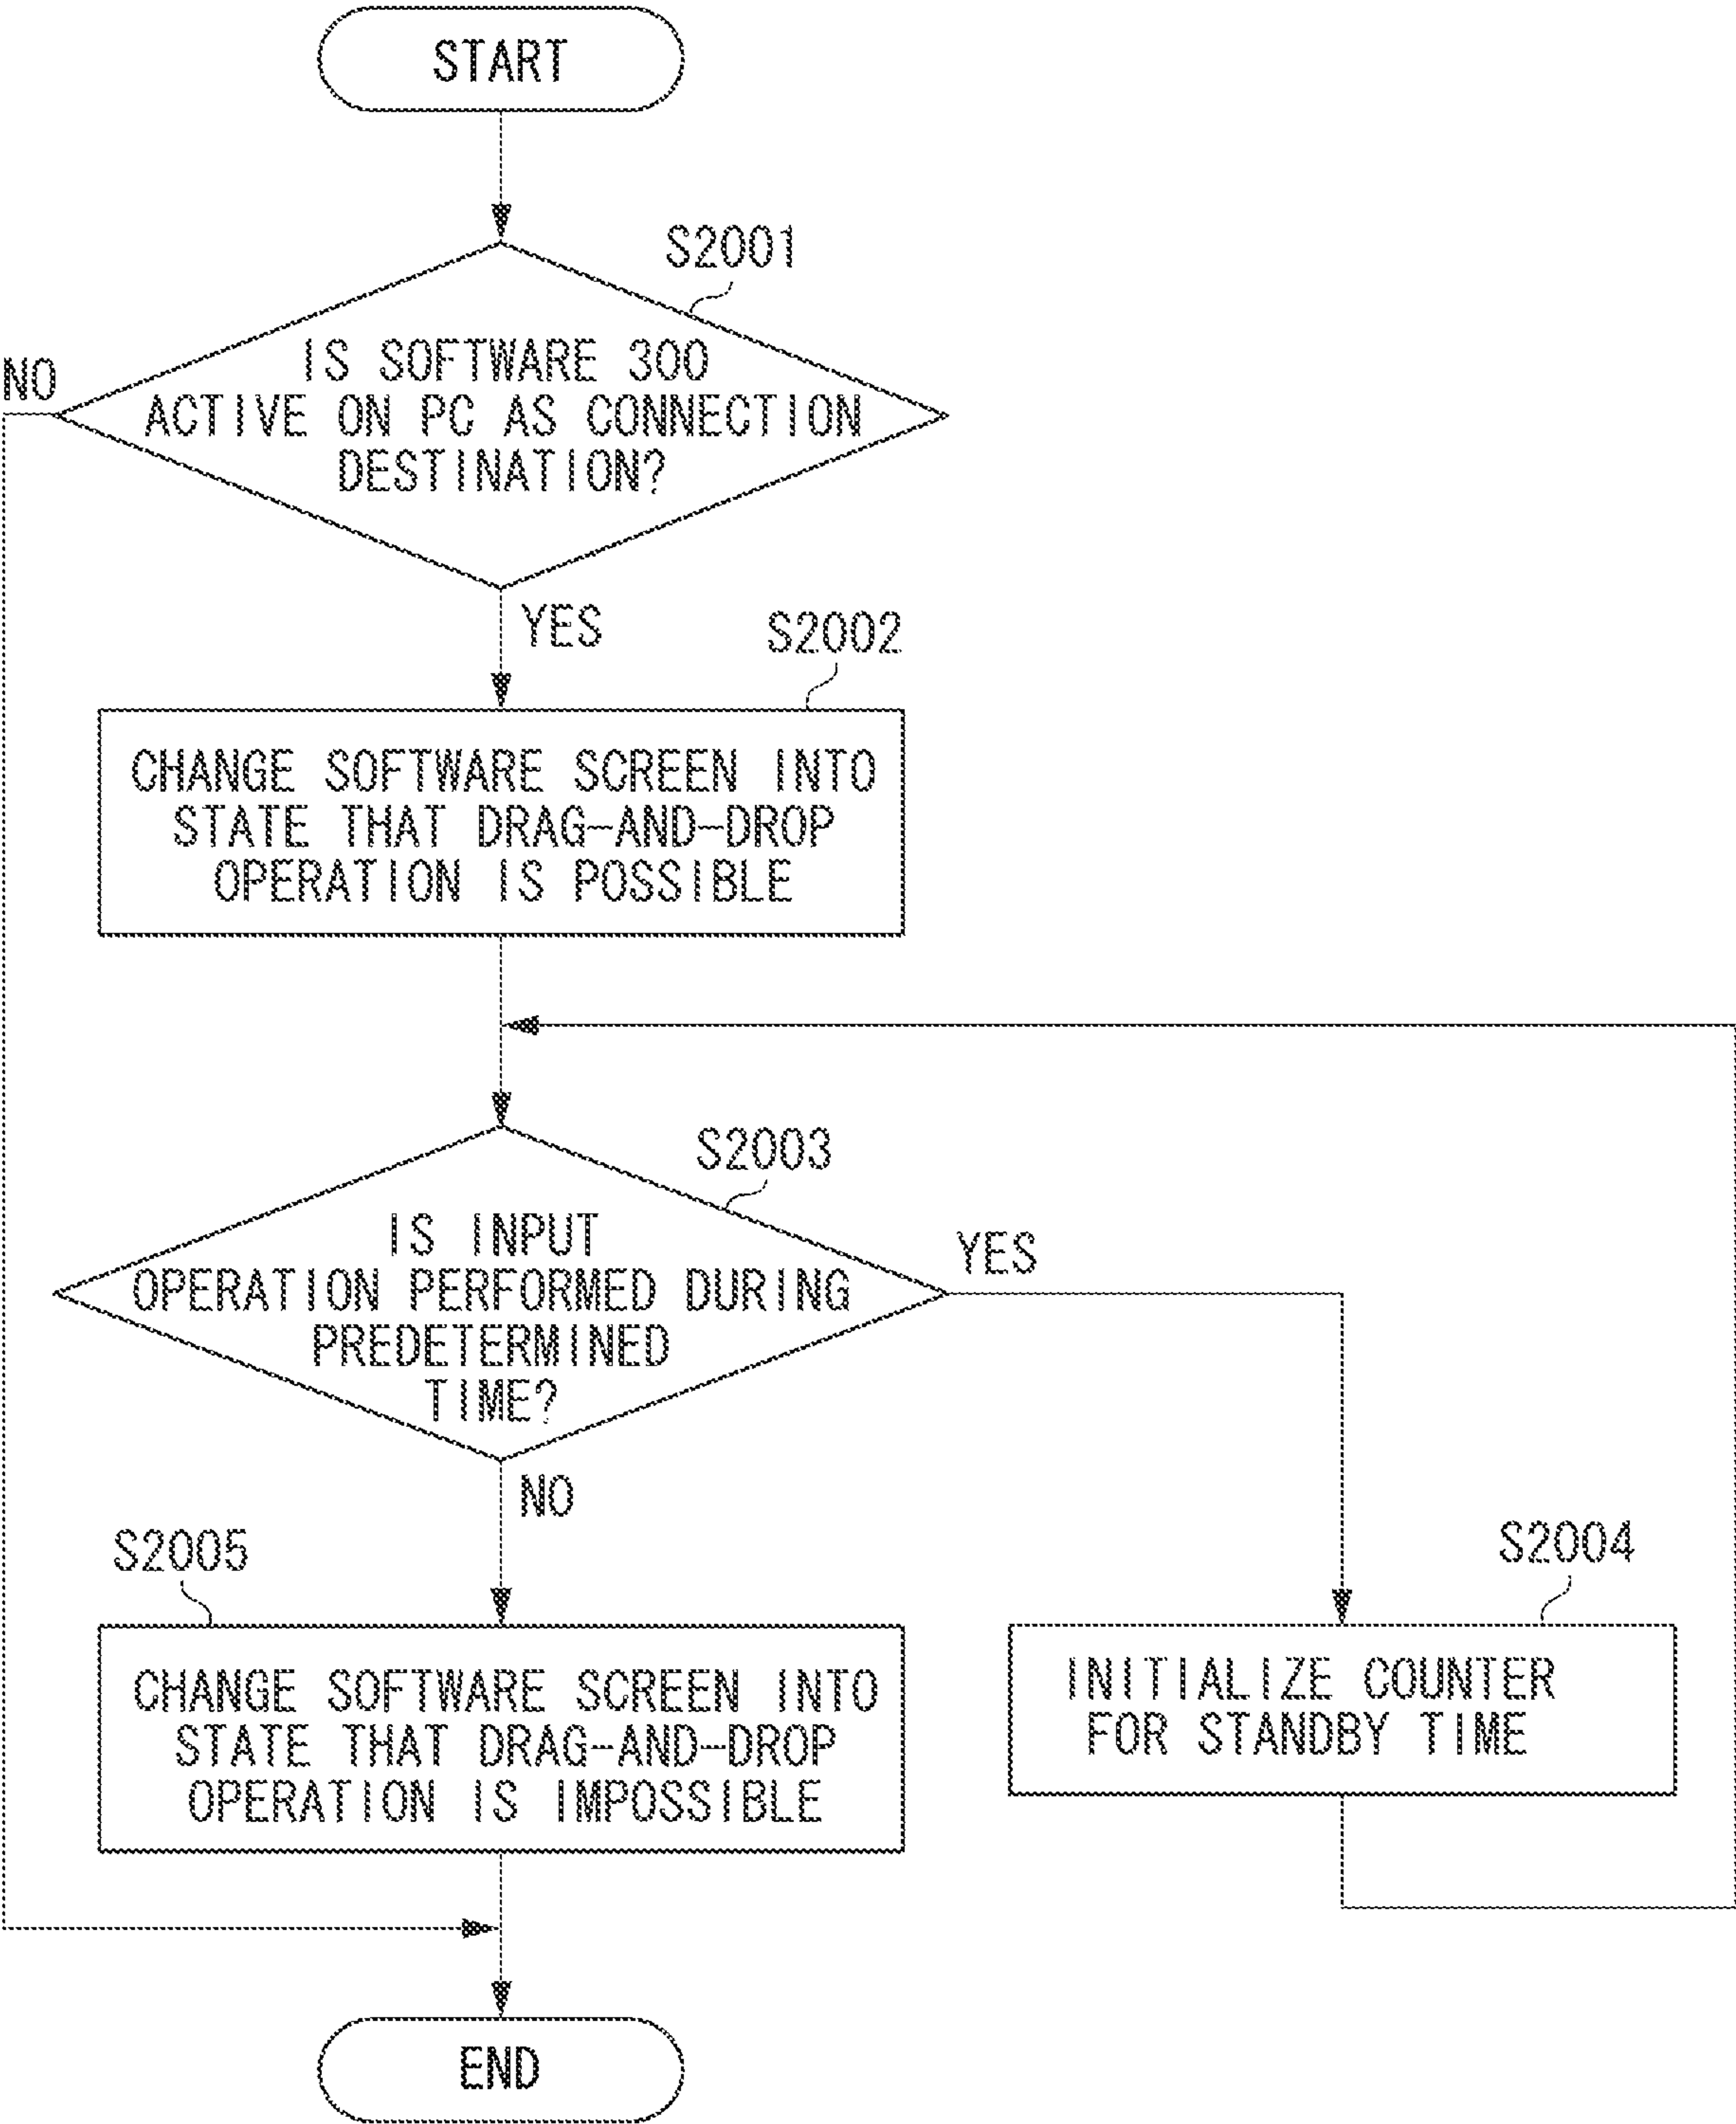 START
S2001
IS SOFTWARE 300
ACTIVE ON PC AS CONNECTION
DESTINATION?
NO
YES
S2002
CHANGE SOFTWARE SCREEN INTO
STATE THAT DRAG-AND-DROP
OPERATION IS POSSIBLE
S2003
IS INPUT
OPERATION PERFORMED DURING
PREDETERMINED
TIME?
YES
NO
S2005
CHANGE SOFTWARE SCREEN INTO
STATE THAT DRAG-AND-DROP
OPERATION IS IMPOSSIBLE
S2004
INITIALIZE COUNTER
FOR STANDBY TIME
END